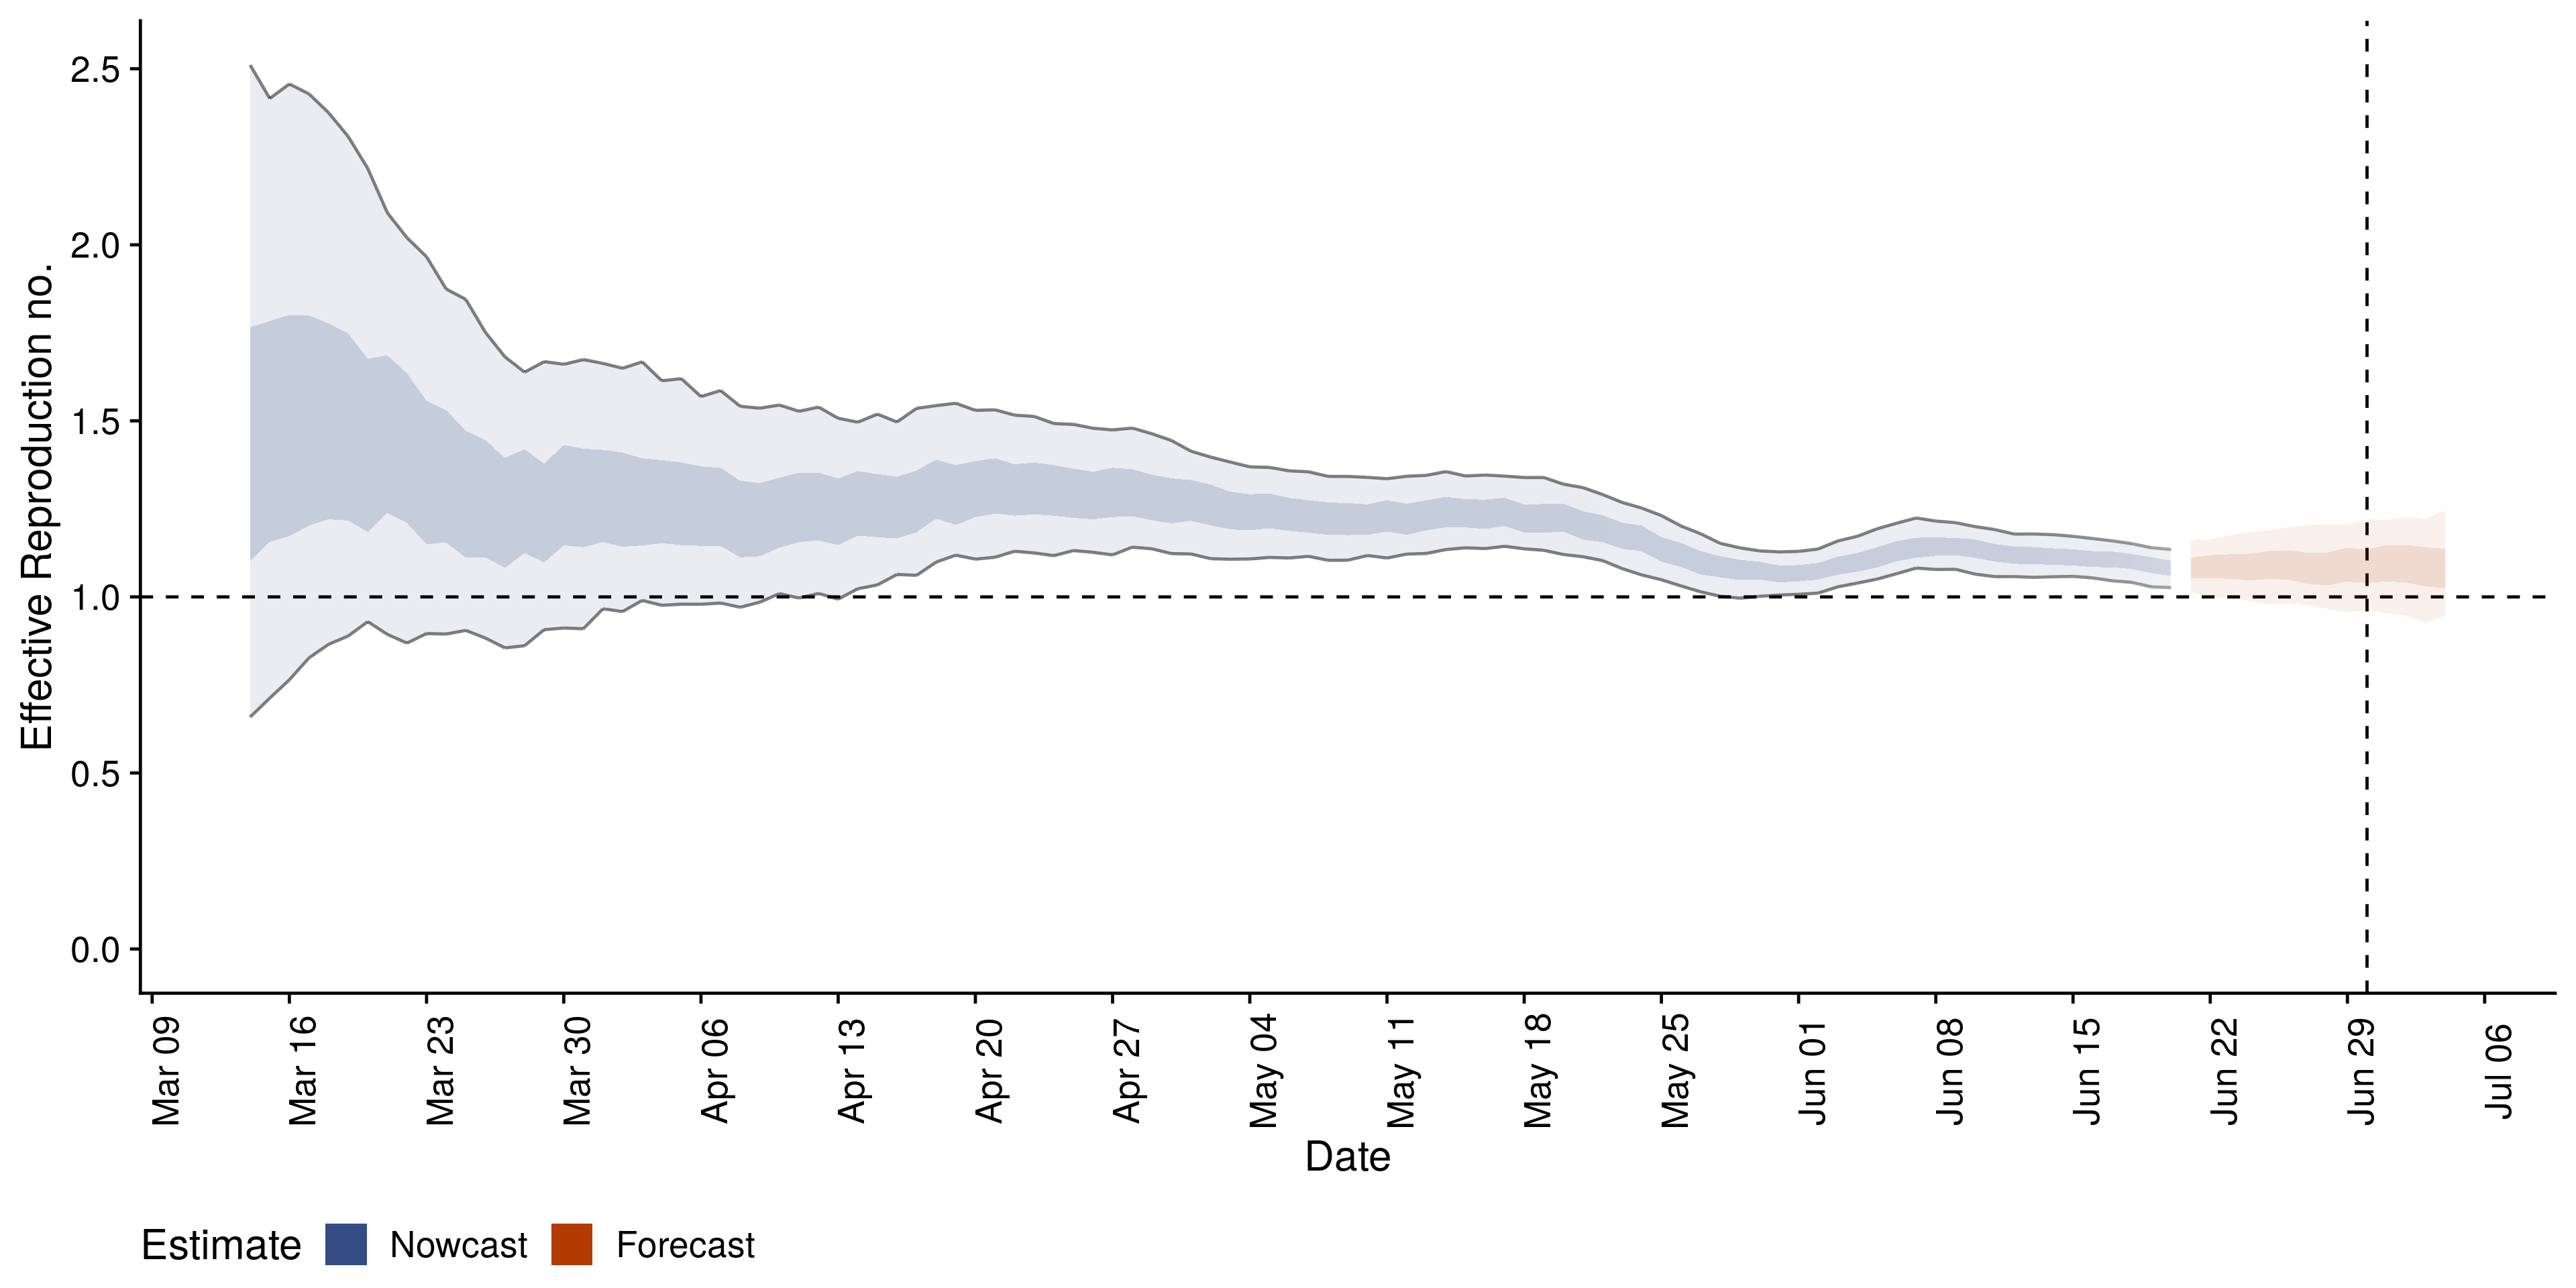 Effective Reproduction no.
2.5
2.0
1.5
1.0
0.5
0.0
Mar 09
Mar 16
Mar 23
Mar 30
Apr 06
Apr 13
Apr 20
Apr 27
May 04
May 11
May 18
May 25
Jun 01
Jun 08
Jun 15
Jun 22
Jun 29
Jul 06
Date
Estimate Nowcast Forecast